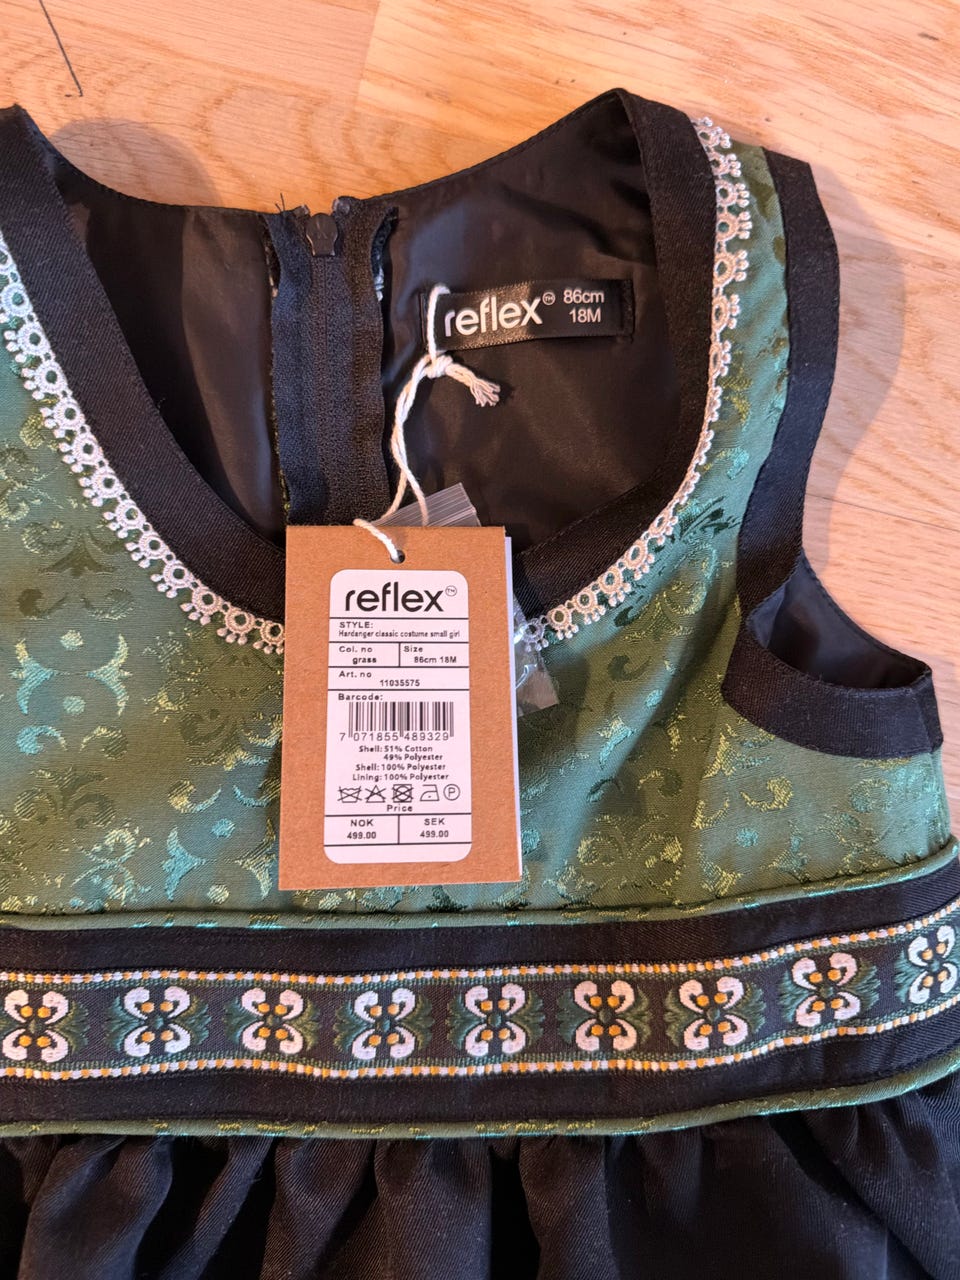 reflex™ 86cm
18M
reflex™
STYLE:
Hardanger classic costume small girl
Col. no Size
grass 86cm 18M
Art. no
11035575
Barcode:
7 071855 489329
Shell: 51% Cotton
49% Polyester
Shell: 100% Polyester
Lining: 100% Polyester
P
Price
NOK SEK
499.00 499.00